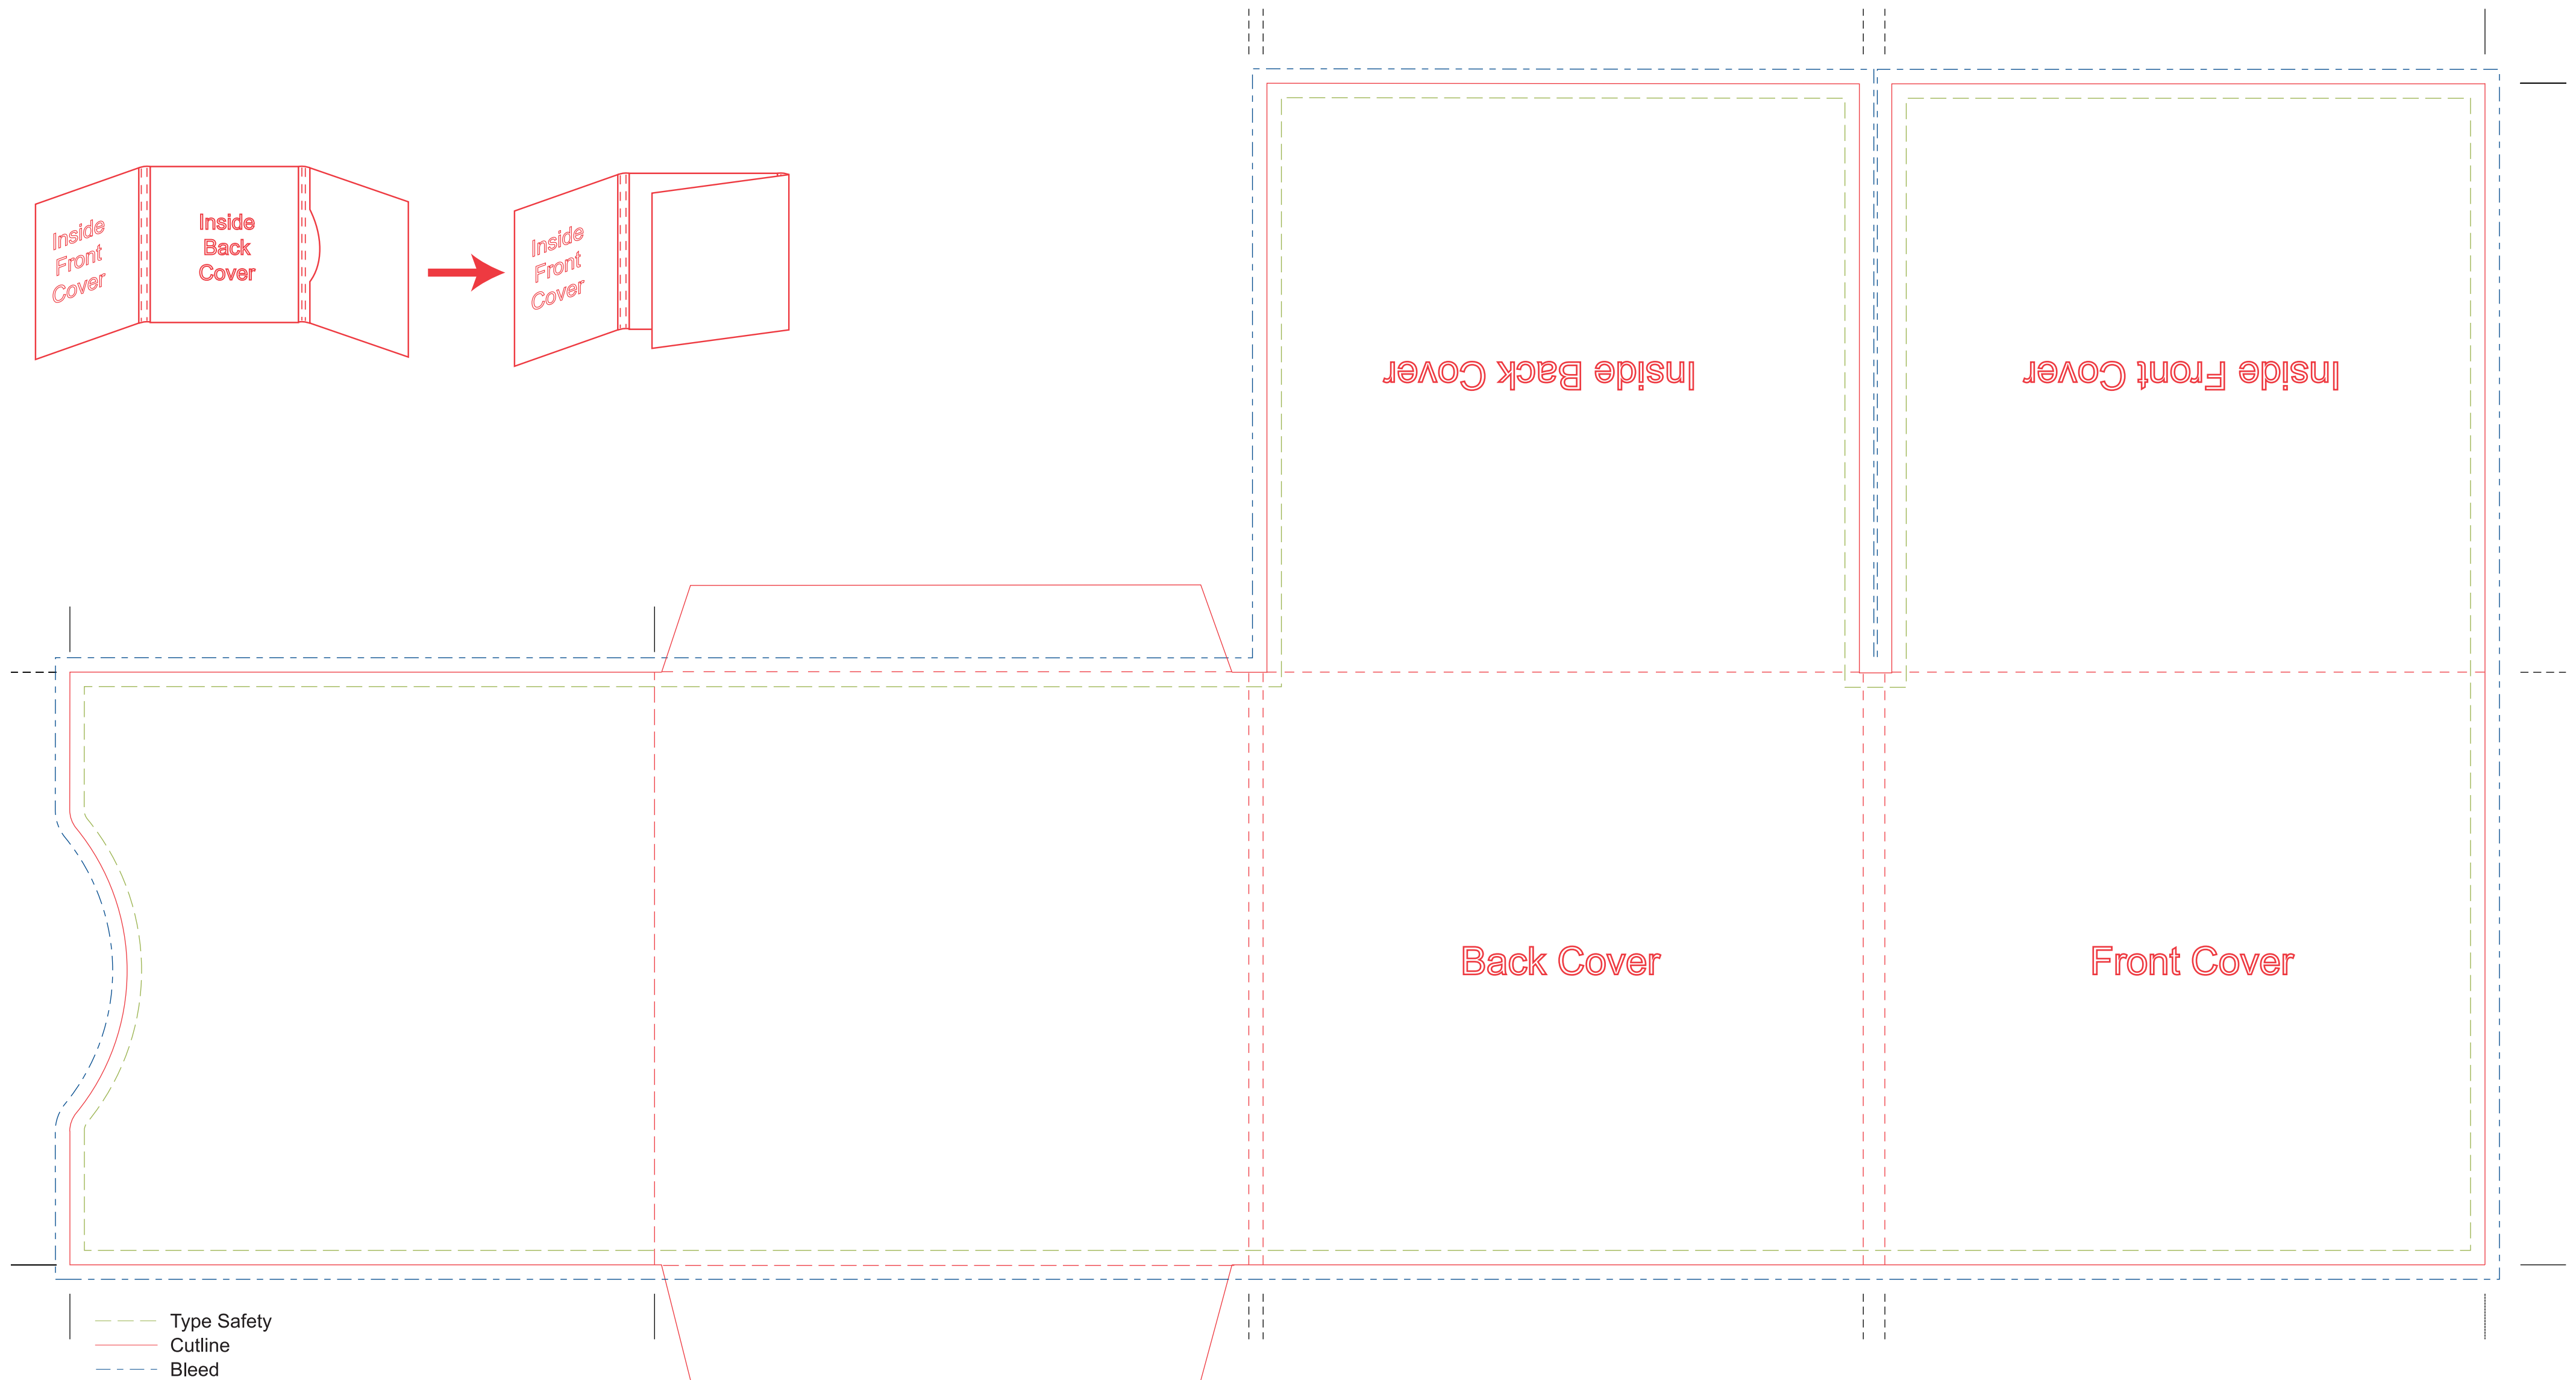 Inside
Front
Cover
Inside
Back
Cover
Inside
Front
Cover
Inside Back Cover
Inside Front Cover
Back Cover
Front Cover
Type Safety
Cutline
Bleed